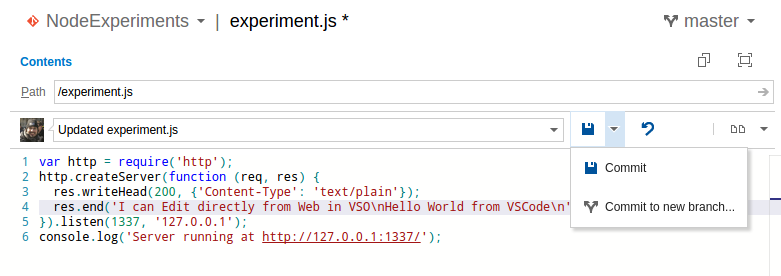 NodeExperiments | experiment.js * master
Contents
Path /experiment.js
Updated experiment.js
1 var http = require('http');
2 http.createServer(function (req, res) {
3 res.writeHead(200, {'Content-Type': 'text/plain'});
4 res.end('I can Edit directly from Web in VSO\nHello World from VSCode\n'
5 }).listen(1337, '127.0.0.1');
6 console.log('Server running at http://127.0.0.1:1337/');
Commit
Commit to new branch...